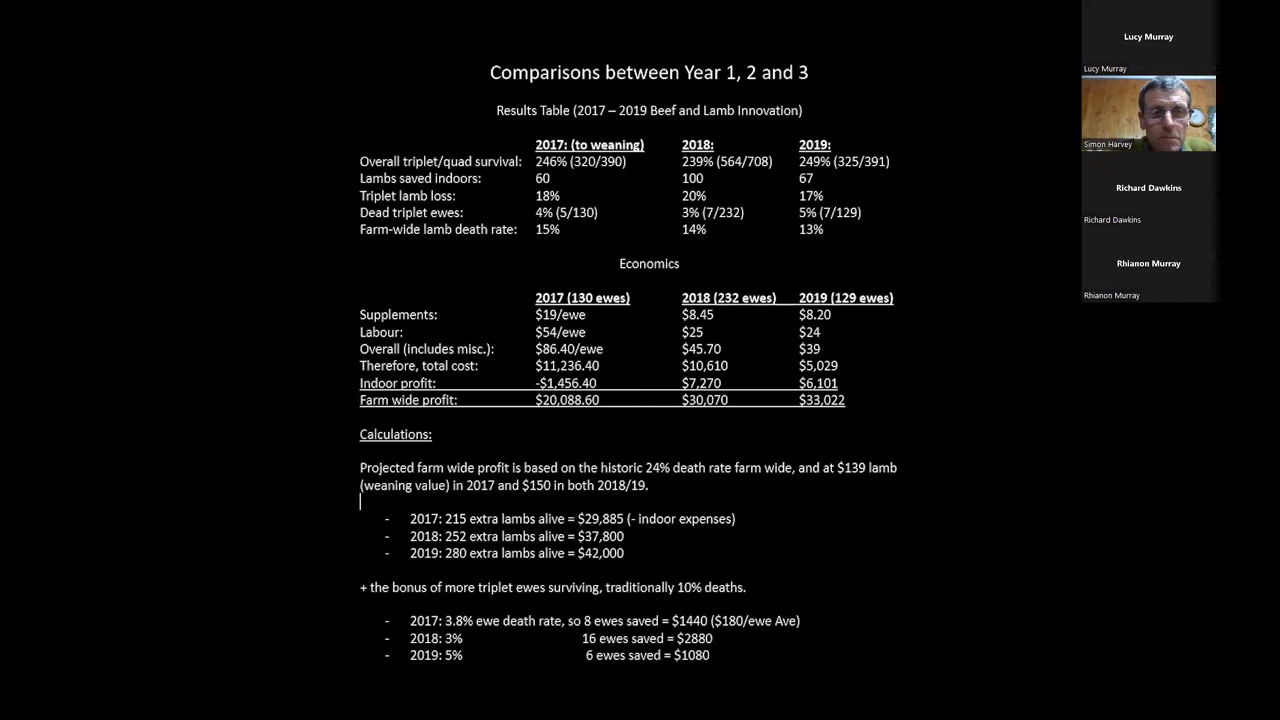 Comparisons between Year 1, 2 and 3
Results Table (2017 – 2019 Beef and Lamb Innovation)
2017: (to weaning) 2018: 2019:
Overall triplet/quad survival: 246% (320/390) 239% (564/708) 249% (325/391)
Lambs saved indoors: 60 100 67
Triplet lamb loss: 18% 20% 17%
Dead triplet ewes: 4% (5/130) 3% (7/232) 5% (7/129)
Farm-wide lamb death rate: 15% 14% 13%
Economics
2017 (130 ewes) 2018 (232 ewes) 2019 (129 ewes)
Supplements: $19/ewe $8.45 $8.20
Labour: $54/ewe $25 $24
Overall (includes misc.): $86.40/ewe $45.70 $39
Therefore, total cost: $11,236.40 $10,610 $5,029
Indoor profit: -$1,456.40 $7,270 $6,101
Farm wide profit: $20,088.60 $30,070 $33,022
Calculations:
Projected farm wide profit is based on the historic 24% death rate farm wide, and at $139 lamb
(weaning value) in 2017 and $150 in both 2018/19.
- 2017: 215 extra lambs alive = $29,885 (- indoor expenses)
- 2018: 252 extra lambs alive = $37,800
- 2019: 280 extra lambs alive = $42,000
+ the bonus of more triplet ewes surviving, traditionally 10% deaths.
- 2017: 3.8% ewe death rate, so 8 ewes saved = $1440 ($180/ewe Ave)
- 2018: 3% 16 ewes saved = $2880
- 2019: 5% 6 ewes saved = $1080
Lucy Murray
Lucy Murray
Simon Harvey
Richard Dawkins
Richard Dawkins
Rhianon Murray
Rhianon Murray